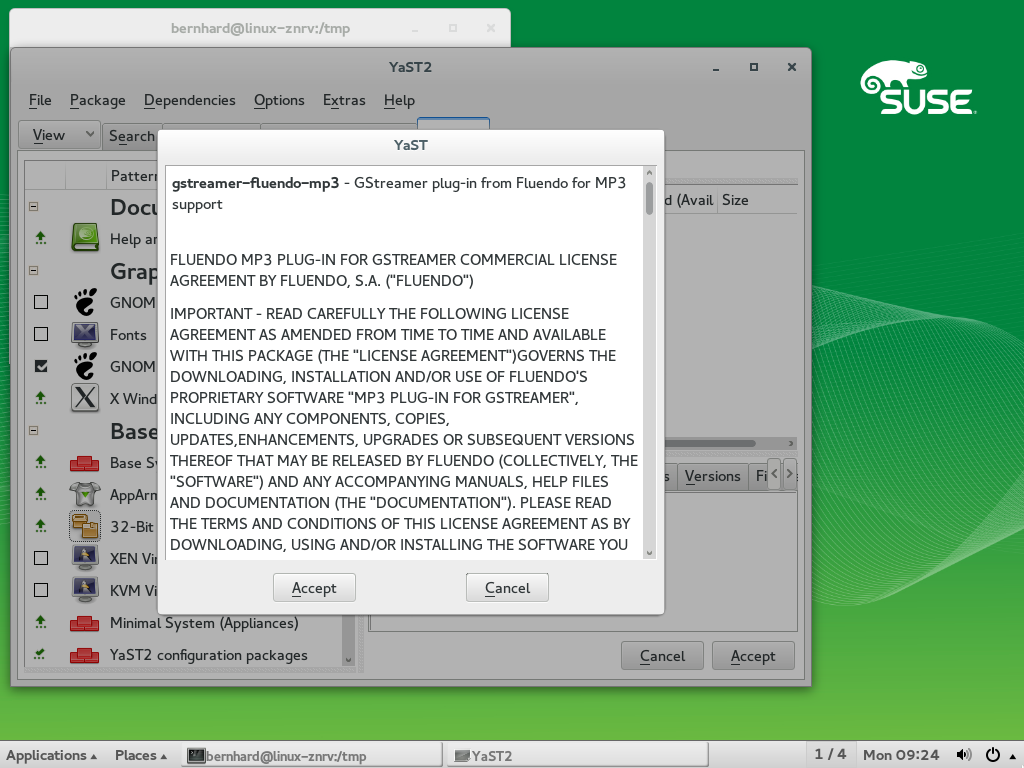 bernhard@linux-znrv:/tmp
YaST2
SUSE
File Package Dependencies Options Extras Help
View Search
YaST
gstreamer-fluendo-mp3 - GStreamer plug-in from Fluendo for MP3
support
FLUENDO MP3 PLUG-IN FOR GSTREAMER COMMERCIAL LICENSE
AGREEMENT BY FLUENDO, S.A. ("FLUENDO")
IMPORTANT - READ CAREFULLY THE FOLLOWING LICENSE
AGREEMENT AS AMENDED FROM TIME TO TIME AND AVAILABLE
WITH THIS PACKAGE (THE "LICENSE AGREEMENT")GOVERNS THE
DOWNLOADING, INSTALLATION AND/OR USE OF FLUENDO'S
PROPRIETARY SOFTWARE "MP3 PLUG-IN FOR GSTREAMER",
INCLUDING ANY COMPONENTS, COPIES,
UPDATES,ENHANCEMENTS, UPGRADES OR SUBSEQUENT VERSIONS
THEREOF THAT MAY BE RELEASED BY FLUENDO (COLLECTIVELY, THE
"SOFTWARE") AND ANY ACCOMPANYING MANUALS, HELP FILES
AND DOCUMENTATION (THE "DOCUMENTATION"). PLEASE READ
THE TERMS AND CONDITIONS OF THIS LICENSE AGREEMENT AS BY
DOWNLOADING, USING AND/OR INSTALLING THE SOFTWARE YOU
Accept Cancel
Pattern
Docu
Help an
Grap
GNOM
Fonts
GNOM
X Wind
Base
Base Sy
AppArm
32-Bit
XEN Vi
KVM Vi
Minimal System (Appliances)
YaST2 configuration packages
d (Avail Size
s Versions Fi
Cancel Accept
Applications Places bernhard@linux-znrv:/tmp YaST2 1 / 4 Mon 09:24